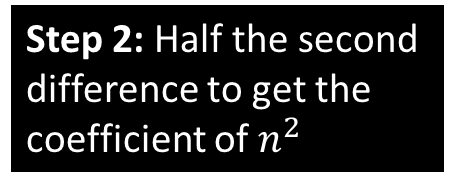 Step 2: Half the second
difference to get the
coefficient of n²